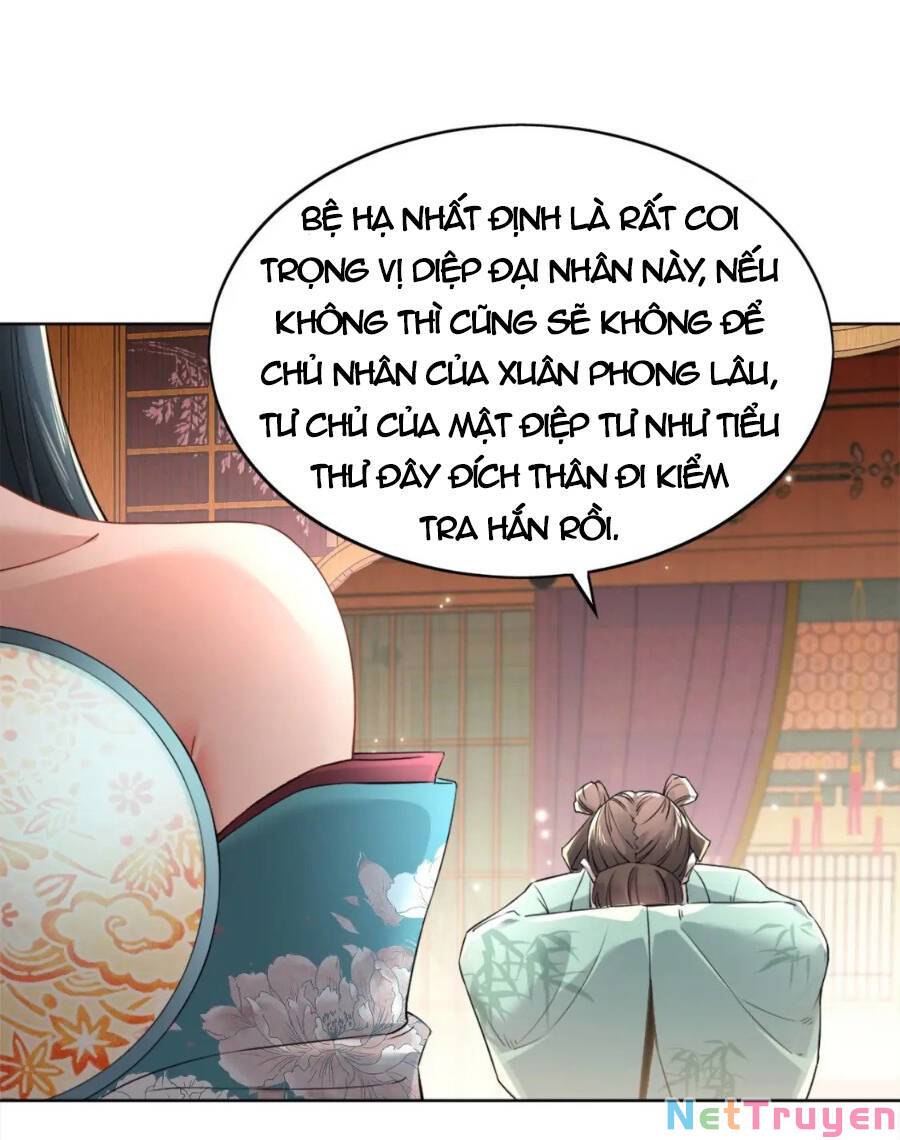 BỆ HẠ NHẤT ĐỊNH LÀ RẤT COI
TRỌNG VỊ DIỆP ĐẠI NHÂN NÀY, NẾU
KHÔNG THÌ CŨNG SẼ KHÔNG ĐỂ
CHỦ NHÂN CỦA XUÂN PHONG LÂU,
TƯ CHỦ CỦA MẬT ĐIỆP TƯ NHƯ TIỂU
THƯ ĐÂY ĐÍCH THÂN ĐI KIỂM
TRA HẮN RỒI.
NetTruyen